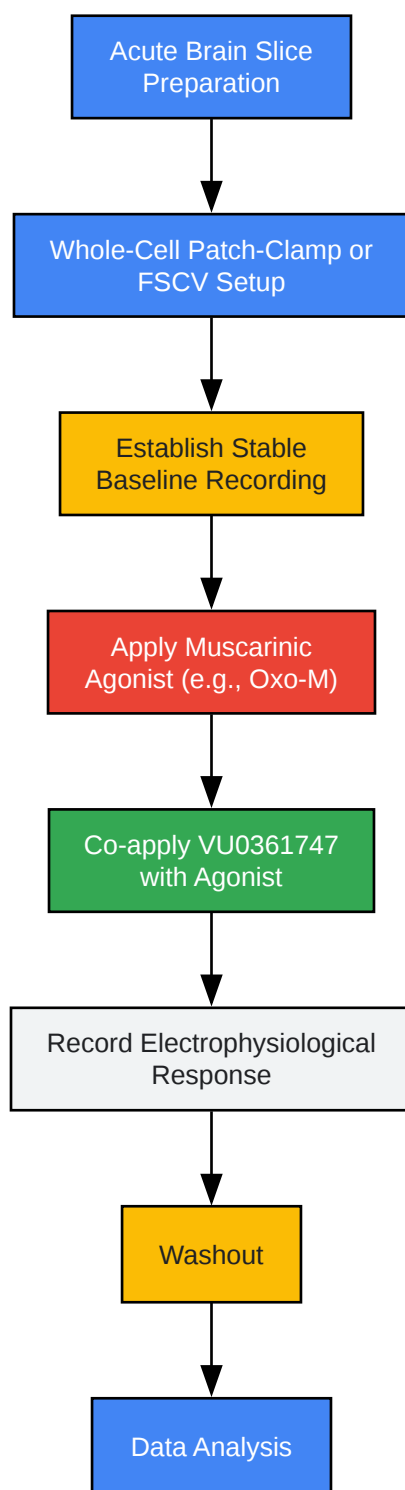 Acute Brain Slice
Preparation
Whole-Cell Patch-Clamp or
FSCV Setup
Establish Stable
Baseline Recording
Apply Muscarinic
Agonist (e.g., Oxo-M)
Co-apply VU0361747
with Agonist
Record Electrophysiological
Response
Washout
Data Analysis